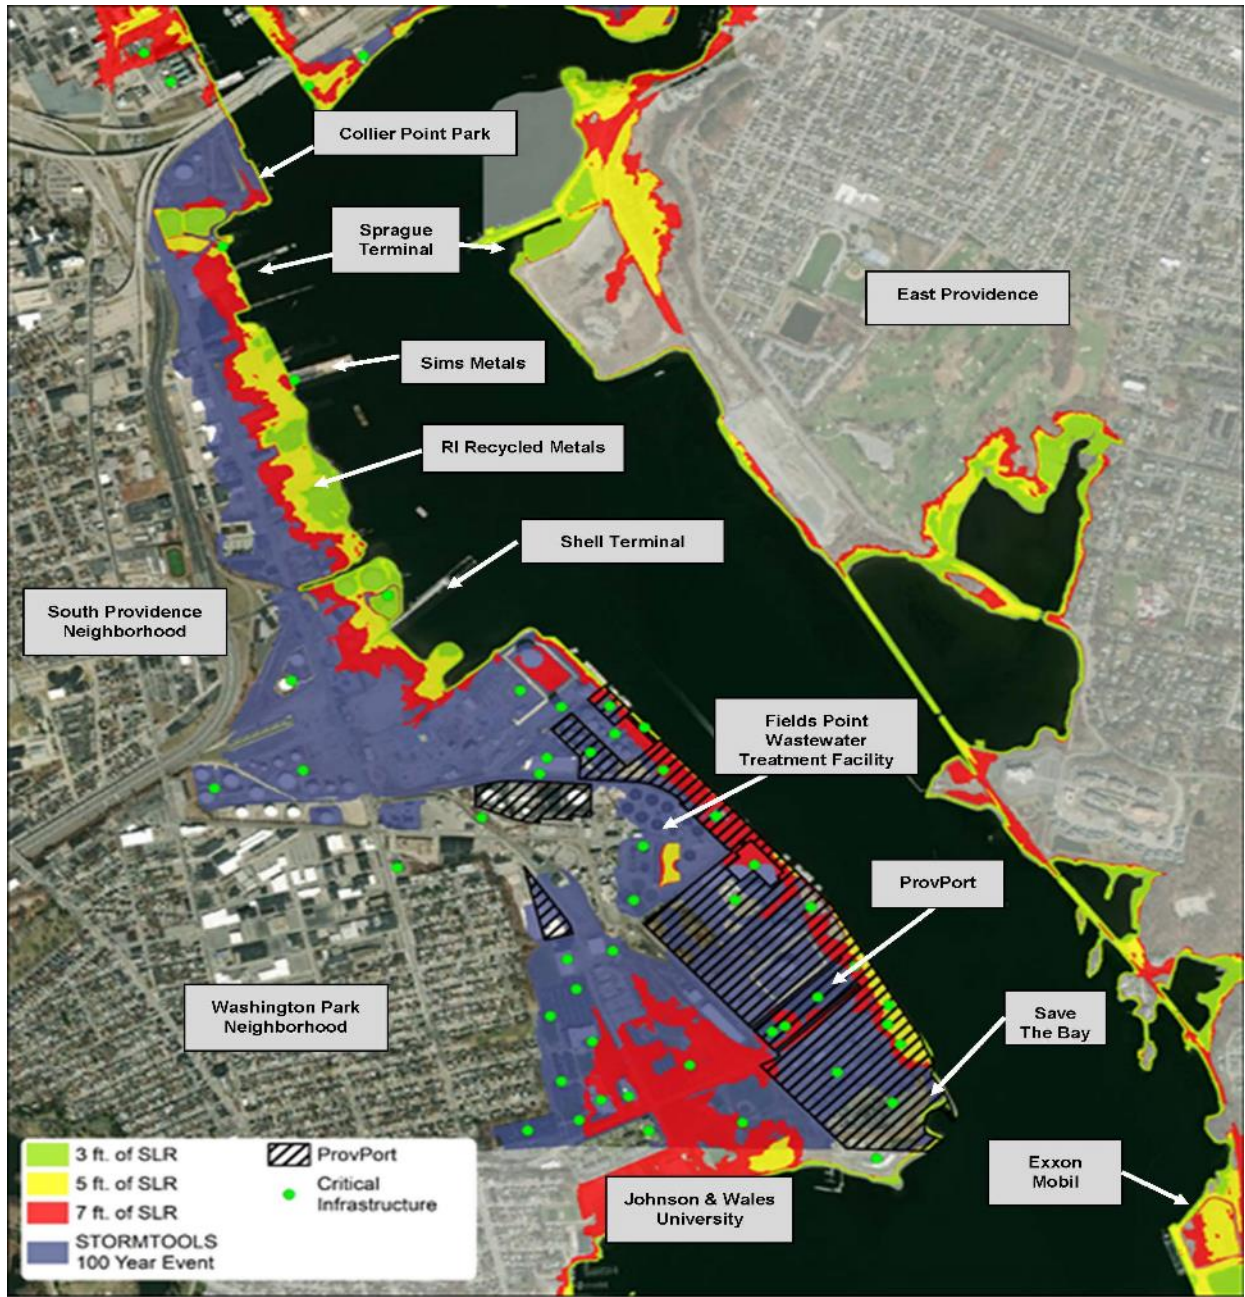 Collier Point Park
Sprague
Terminal
East Providence
Sims Metals
RI Recycled Metals
Shell Terminal
South Providence
Neighborhood
Fields Point
Wastewater
Treatment Facility
ProvPort
Washington Park
Neighborhood
Save
The Bay
Exxon
Mobil
Johnson & Wales
University
3 ft. of SLR
5 ft. of SLR
7 ft. of SLR
STORMTOOLS
100 Year Event
ProvPort
Critical
Infrastructure